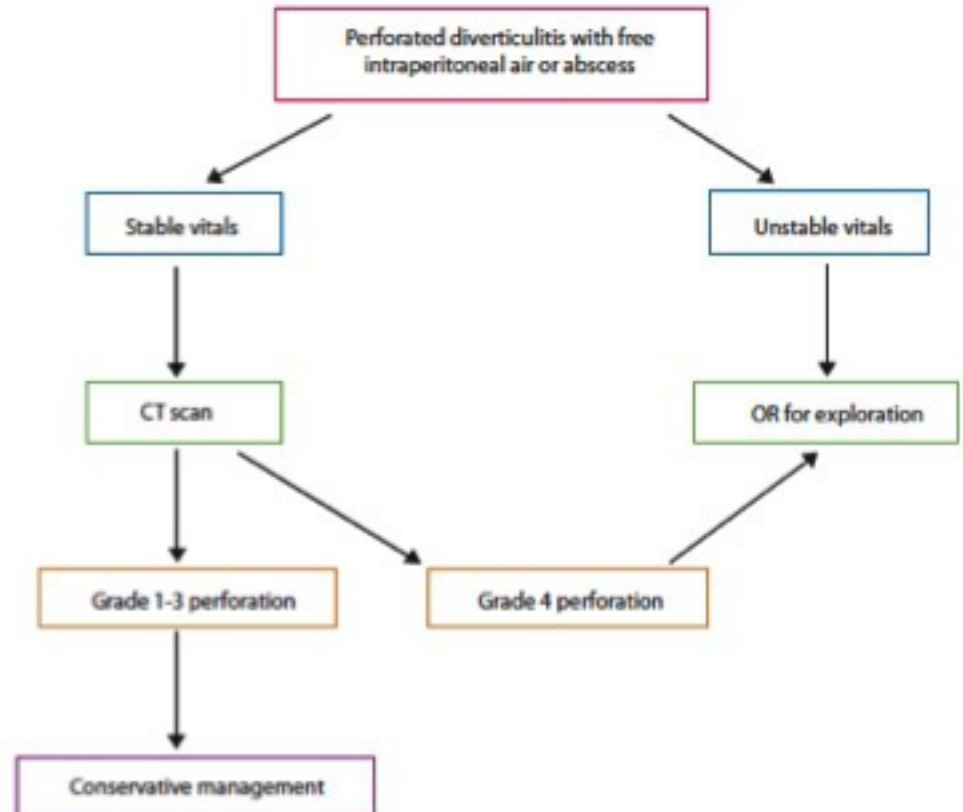 Perforated diverticulitis with free
intraperitoneal air or abscess
Stable vitals
Unstable vitals
CT scan
OR for exploration
Grade 1-3 perforation
Grade 4 perforation
Conservative management